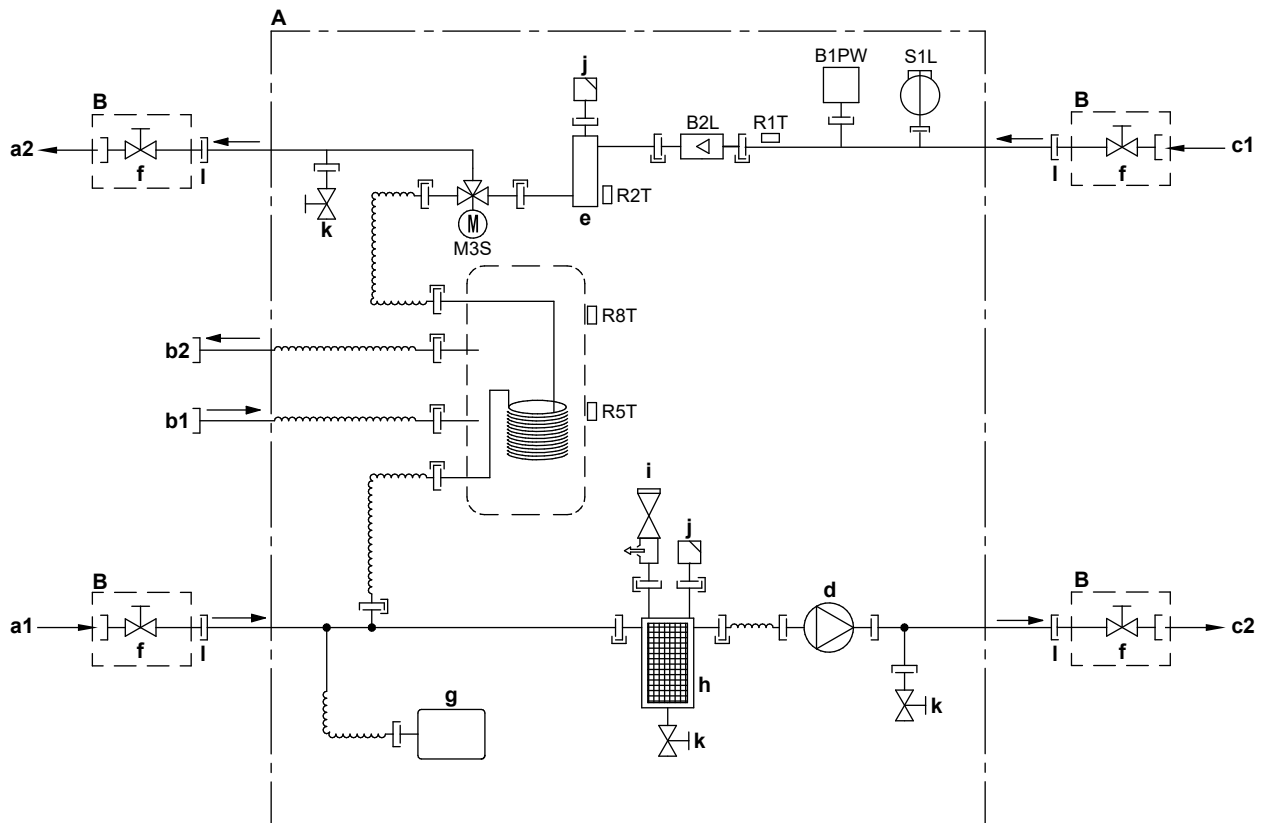 A
B1PW S1L
j
B B
B2L R1T
a2 c1
f l l f
R2T
k e
M
M3S
R8T
b2
b1 R5T
i
j
B d B
a1 c2
f l l f
g h
k k